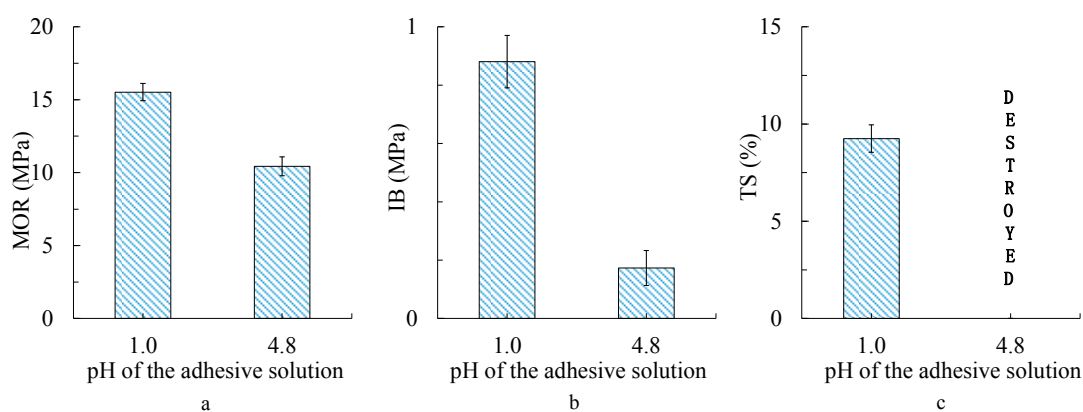 20
15
10
5
0
MOR (MPa)
1.0 4.8
pH of the adhesive solution
a
1
0
IB (MPa)
1.0 4.8
pH of the adhesive solution
b
15
10
5
0
TS (%)
DESTROYED
1.0 4.8
pH of the adhesive solution
c